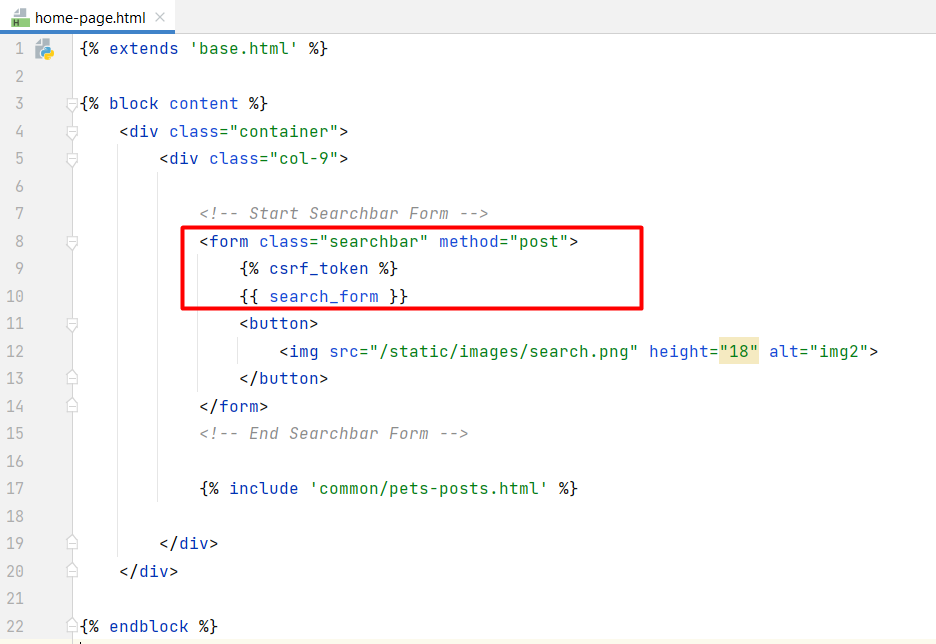 home-page.html
1 {% extends 'base.html' %}
2
3 {% block content %}
4 <div class="container">
5 <div class="col-9">
6
7 <!-- Start Searchbar Form -->
8 <form class="searchbar" method="post">
9 {% csrf_token %}
10 {{ search_form }}
11 <button>
12 <img src="/static/images/search.png" height="18" alt="img2">
13 </button>
14 </form>
15 <!-- End Searchbar Form -->
16
17 {% include 'common/pets-posts.html' %}
18
19 </div>
20 </div>
21
22 {% endblock %}